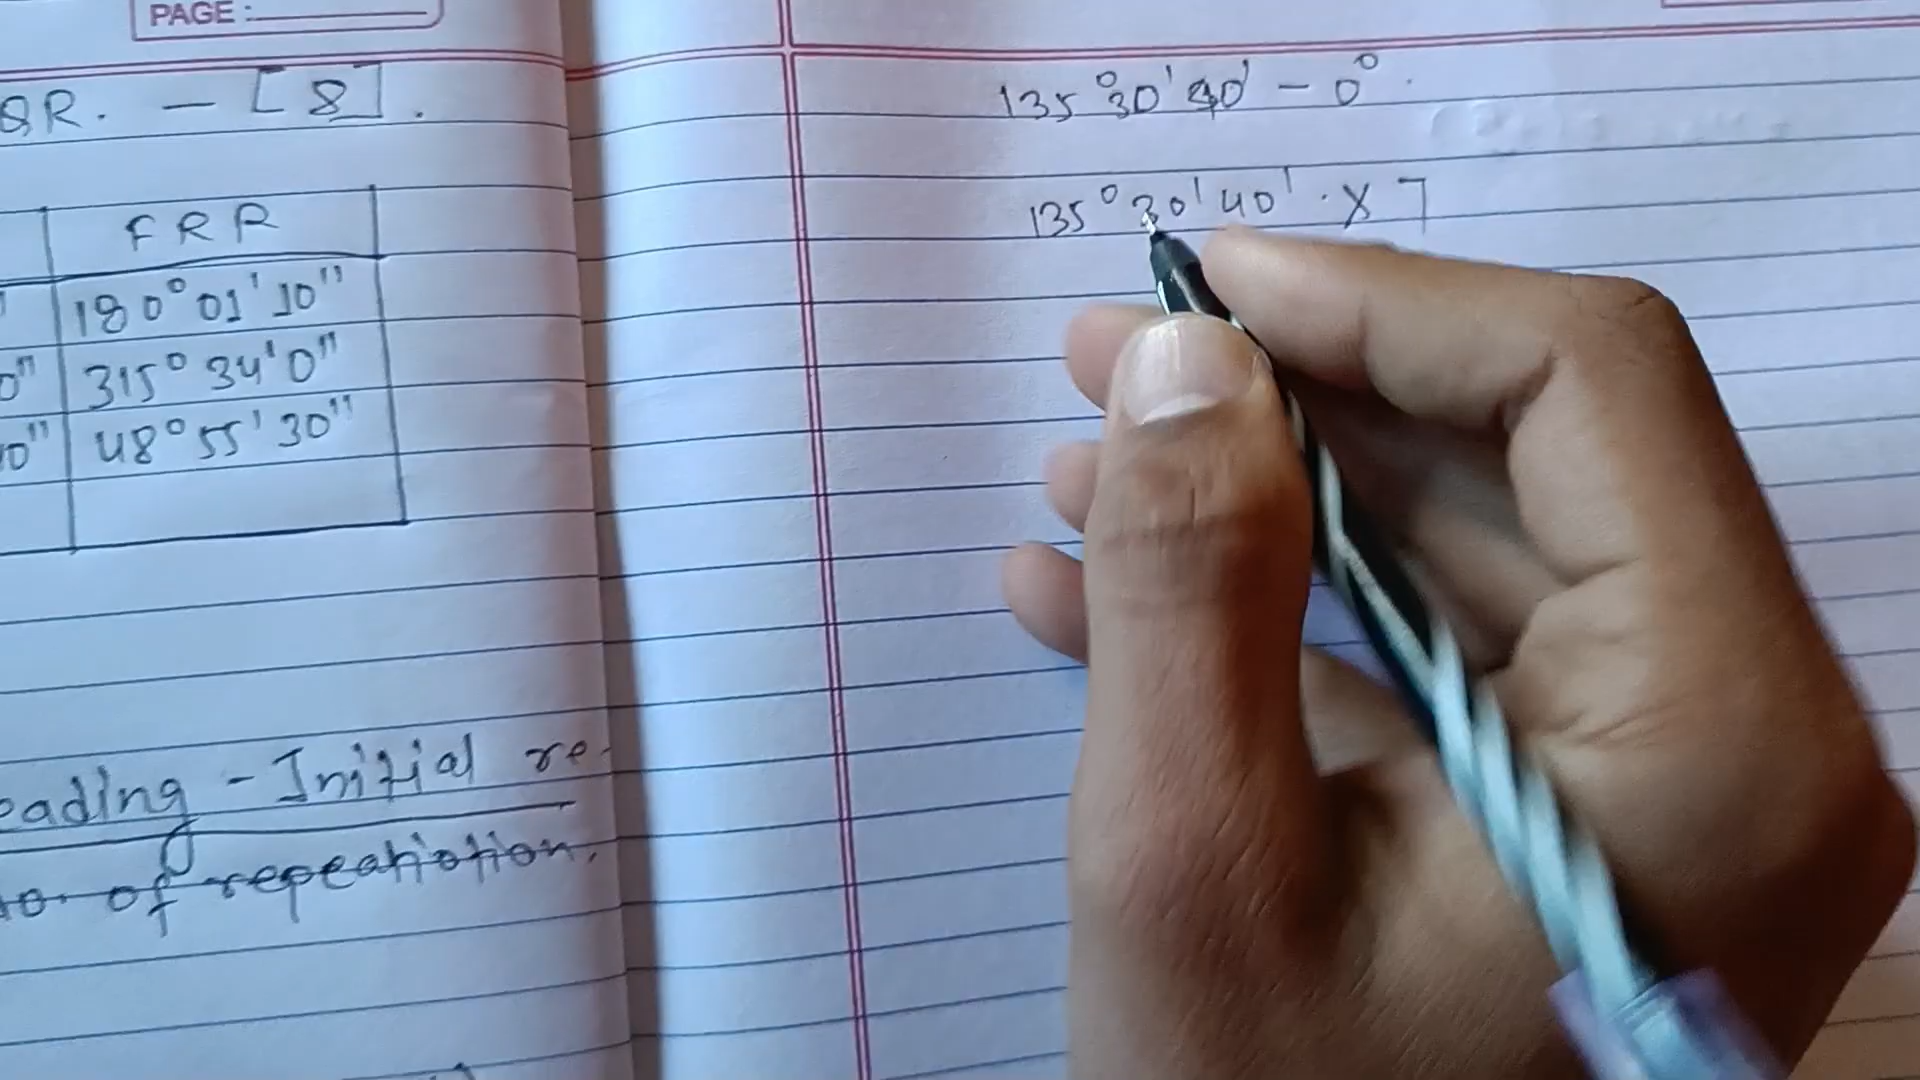 PAGE :
QR. - [8].
FRR
180° 01' 10"
0" 315° 34' 0"
0" 48° 55' 30"
eading - Initial re-
no. of repeatiotion.
135° 30' 40' - 0°.
135° 30' 40' . X 7